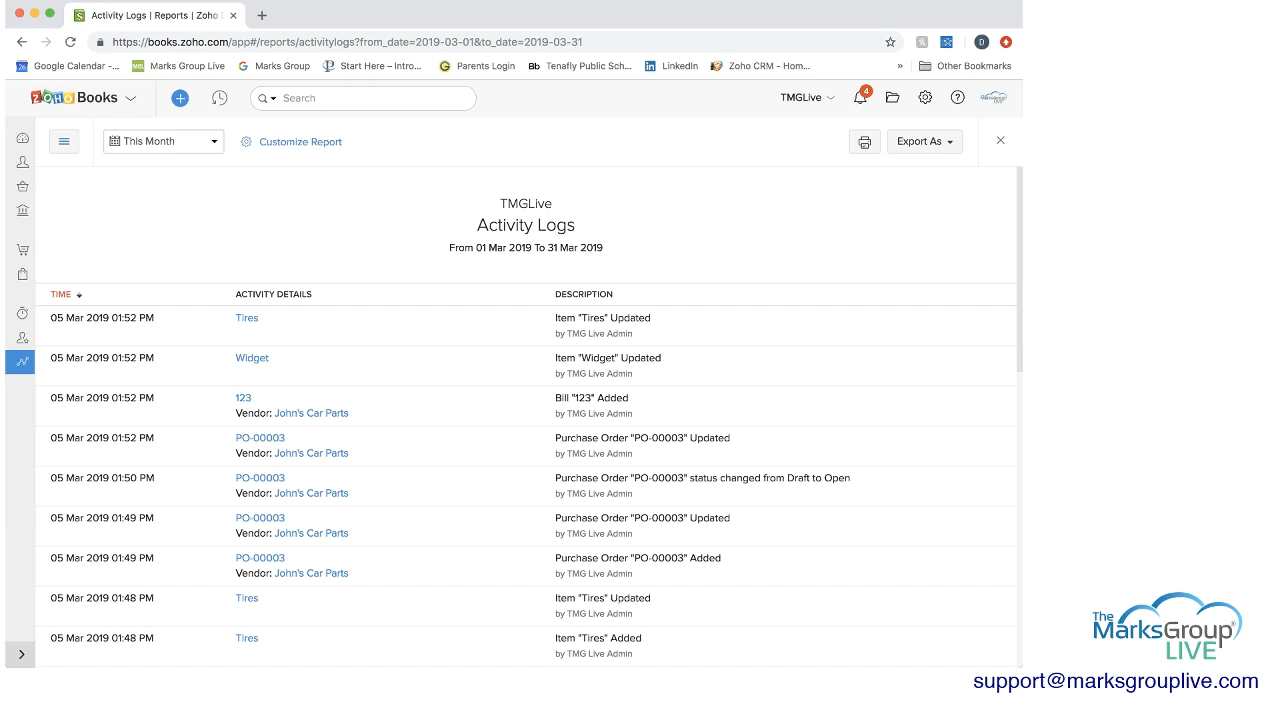 Activity Logs | Reports | Zoho
https://books.zoho.com/app#/reports/activitylogs?from_date=2019-03-01&to_date=2019-03-31
D
26 Google Calendar -... Marks Group Live G Marks Group Start Here – Intro... Parents Login Bb Tenafly Public Sch... in LinkedIn Zoho CRM - Hom... » Other Bookmarks
ZOHO Books Search TMGLive 4
This Month Customize Report Export As
TMGLive
Activity Logs
From 01 Mar 2019 To 31 Mar 2019
TIME ACTIVITY DETAILS DESCRIPTION
05 Mar 2019 01:52 PM Tires Item "Tires" Updated
by TMG Live Admin
05 Mar 2019 01:52 PM Widget Item "Widget" Updated
by TMG Live Admin
05 Mar 2019 01:52 PM 123 Bill "123" Added
Vendor: John's Car Parts by TMG Live Admin
05 Mar 2019 01:52 PM PO-00003 Purchase Order "PO-00003" Updated
Vendor: John's Car Parts by TMG Live Admin
05 Mar 2019 01:50 PM PO-00003 Purchase Order "PO-00003" status changed from Draft to Open
Vendor: John's Car Parts by TMG Live Admin
05 Mar 2019 01:49 PM PO-00003 Purchase Order "PO-00003" Updated
Vendor: John's Car Parts by TMG Live Admin
05 Mar 2019 01:49 PM PO-00003 Purchase Order "PO-00003" Added
Vendor: John's Car Parts by TMG Live Admin
05 Mar 2019 01:48 PM Tires Item "Tires" Updated
by TMG Live Admin
05 Mar 2019 01:48 PM Tires Item "Tires" Added
by TMG Live Admin
The
MarksGroup®
LIVE
support@marksgrouplive.com